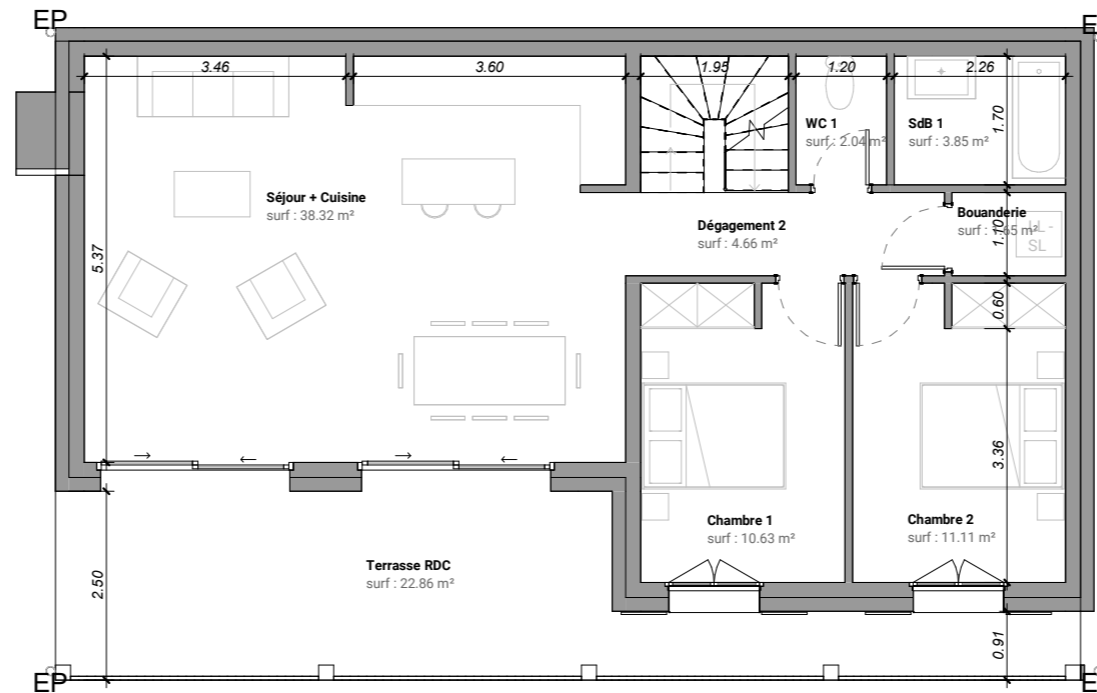 EP
E
3.46
3.60
1.95
1.20
2.26
WC 1
surf : 2.04 m²
SdB 1
surf : 3.85 m²
1.70
Séjour + Cuisine
surf : 38.32 m²
Dégagement 2
surf : 4.66 m²
Bouanderie
surf : 1.65 m²
LL -
SL
1.10
5.37
0.60
3.36
Chambre 1
surf : 10.63 m²
Chambre 2
surf : 11.11 m²
Terrasse RDC
surf : 22.86 m²
2.50
0.91
EP
E